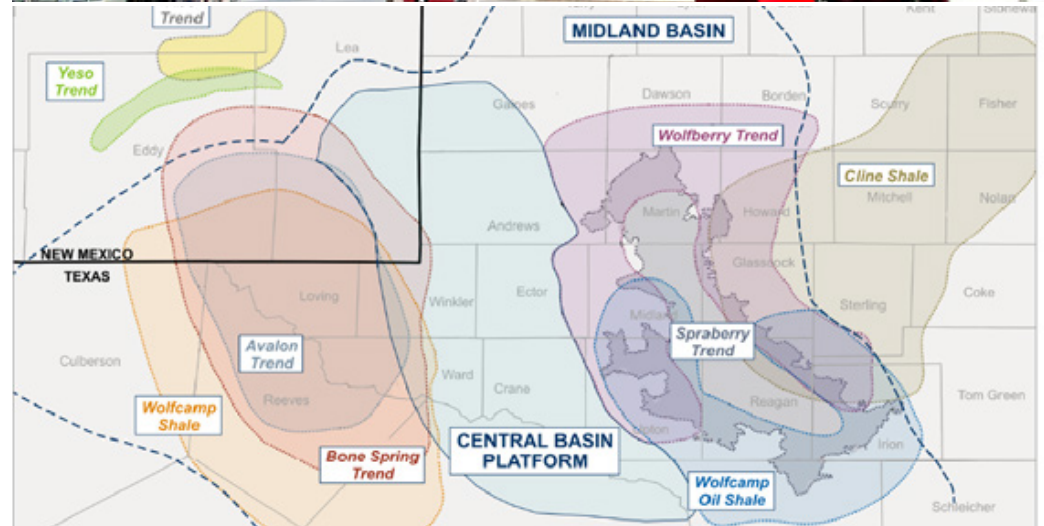 Trend
Kent
MIDLAND BASIN
Lea
Yeso
Trend
Gaines
Dawson
Borden
Scurry
Fisher
Wolfberry Trend
Eddy
Cline Shale
Martin
Howard
Mitchell
Nolan
Andrews
NEW MEXICO
TEXAS
Glasscock
Loving
Winkler
Ector
Midland
Sterling
Coke
Spraberry
Trend
Avalon
Trend
Culberson
Ward
Crane
Reeves
Reagan
Tom Green
Wolfcamp
Shale
Upton
Irion
CENTRAL BASIN
PLATFORM
Bone Spring
Trend
Wolfcamp
Oil Shale
Schleicher